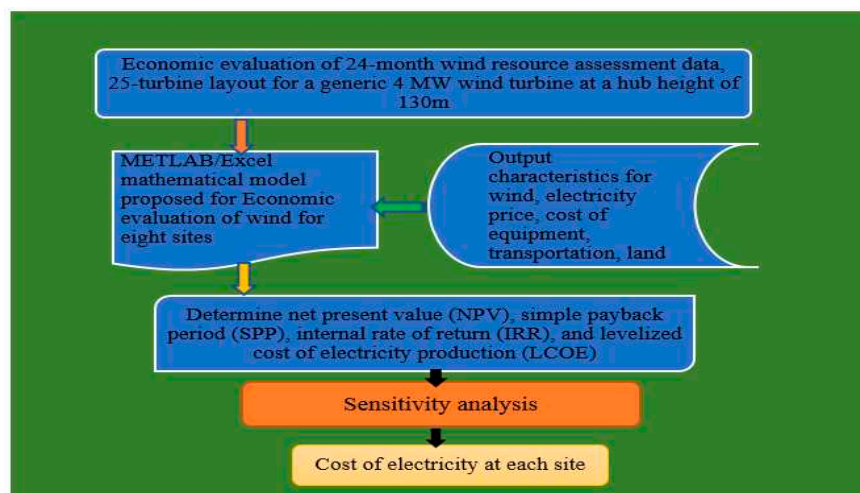 Economic evaluation of 24-month wind resource assessment data,
25-turbine layout for a generic 4 MW wind turbine at a hub height of
130m
METLAB/Excel
mathematical model
proposed for Economic
evaluation of wind for
eight sites
Output
characteristics for
wind, electricity
price, cost of
equipment,
transportation, land
Determine net present value (NPV), simple payback
period (SPP), internal rate of return (IRR), and levelized
cost of electricity production (LCOE)
Sensitivity analysis
Cost of electricity at each site